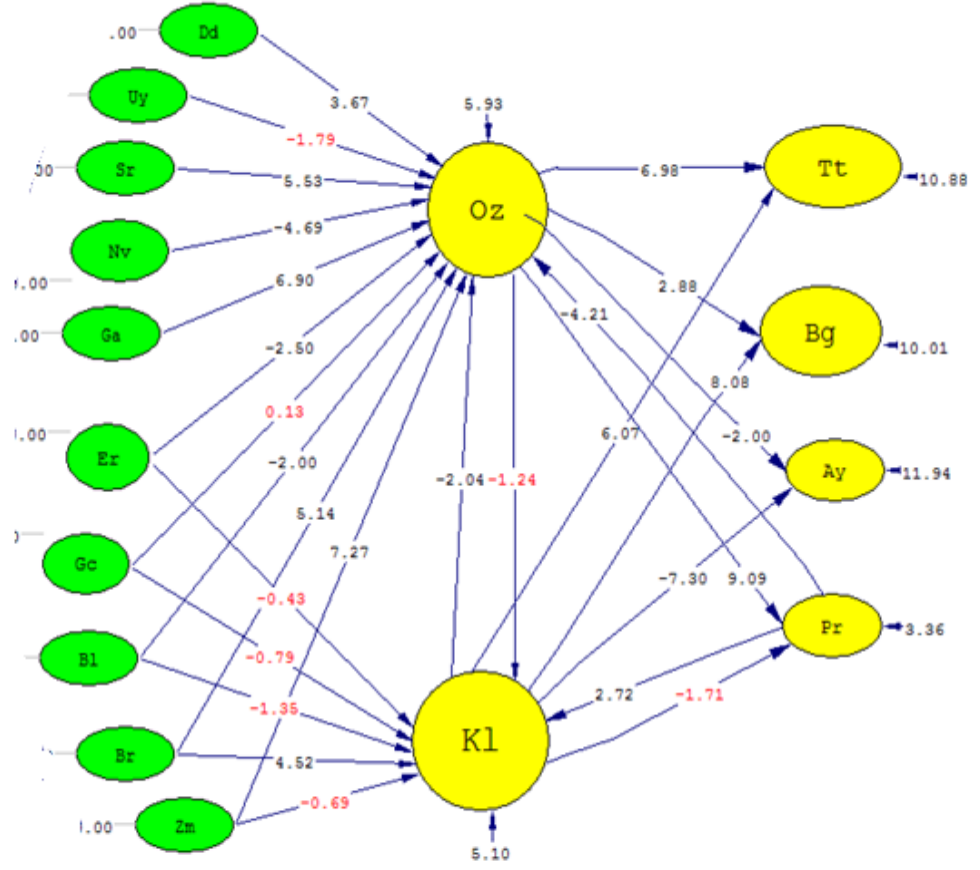 .00
Dd
Uy
3.67
5.93
-1.79
Sr
5.53
6.98
Tt
10.88
Oz
Nv
-4.69
6.90
2.88
-4.21
.00
Ga
Bg
10.01
-2.50
8.08
0.13
6.07
-2.00
Er
-2.00
-2.04
-1.24
Ay
11.94
5.14
7.27
Gc
-7.30
9.09
-0.43
Pr
3.36
Bl
-0.79
2.72
-1.71
-1.35
Kl
Br
4.52
-0.69
Zm
5.10